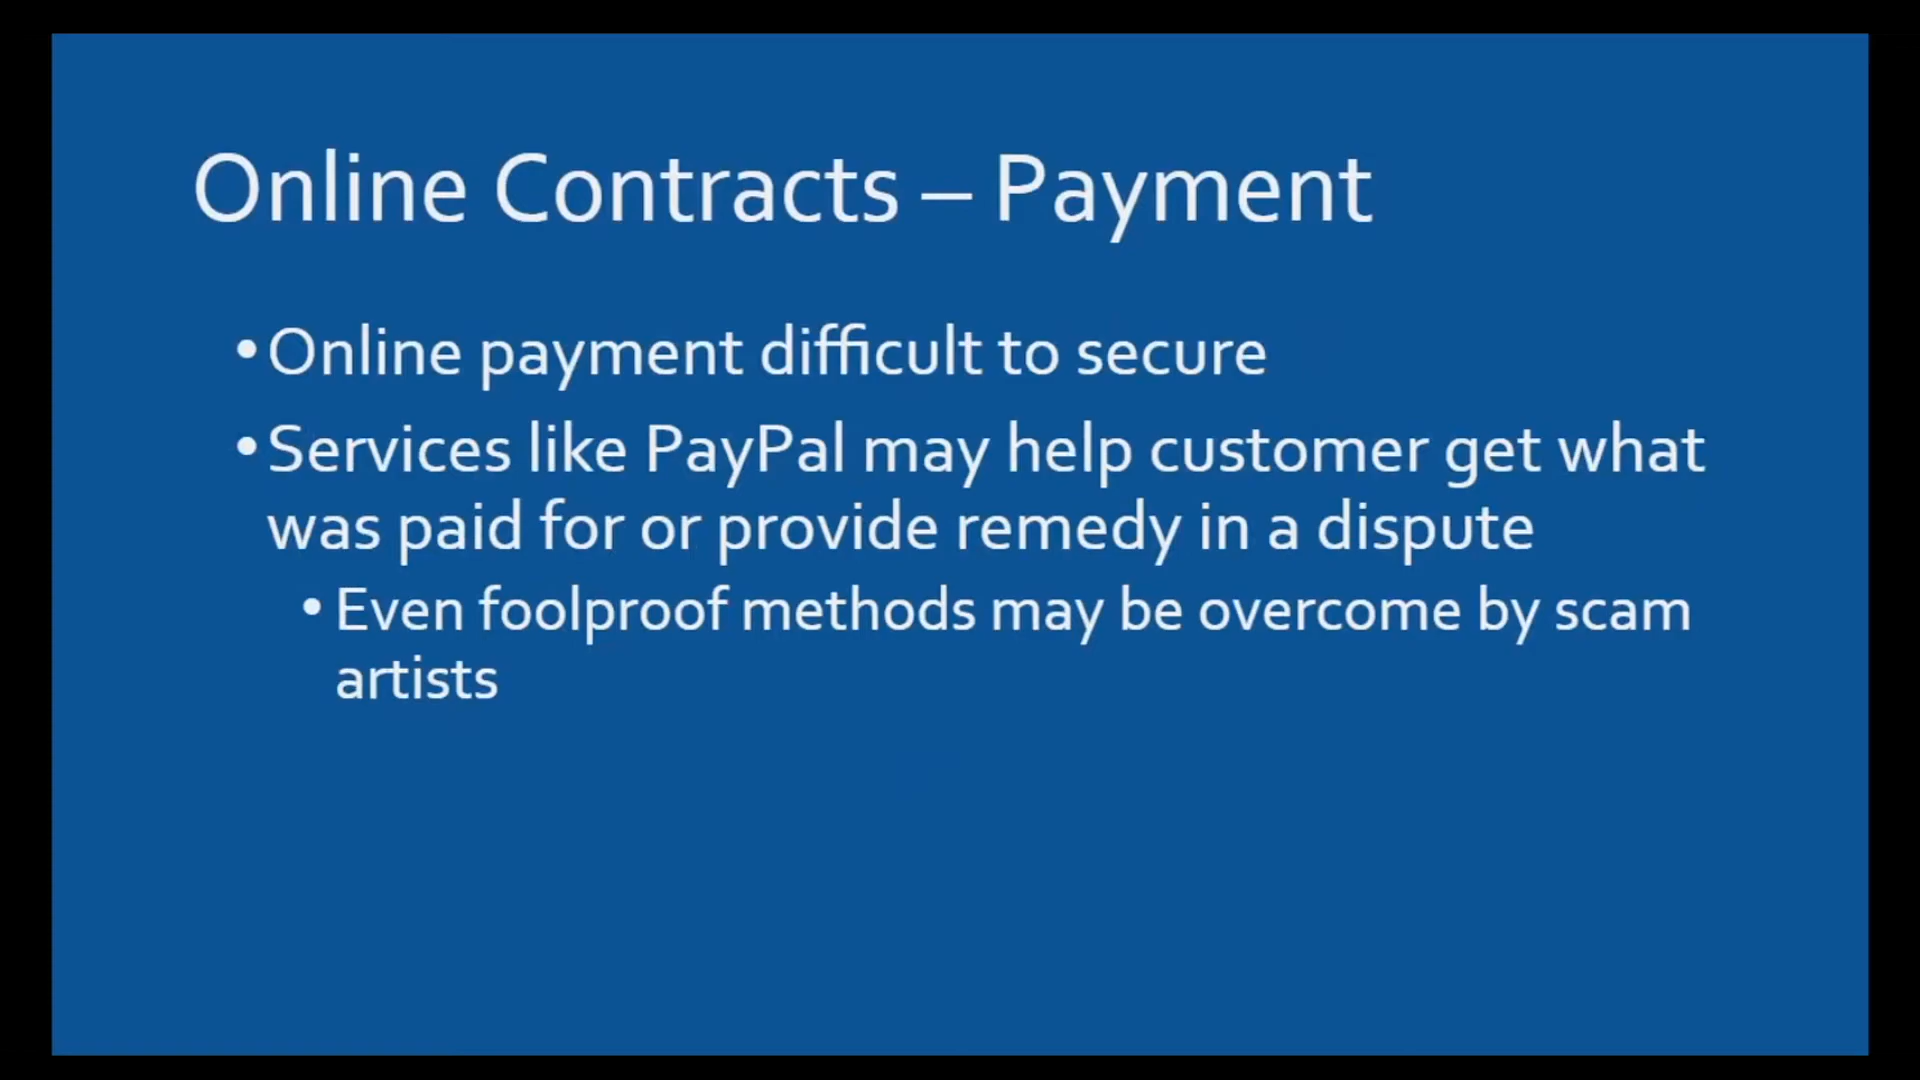 Online Contracts – Payment
• Online payment difficult to secure
• Services like PayPal may help customer get what
was paid for or provide remedy in a dispute
• Even foolproof methods may be overcome by scam
artists